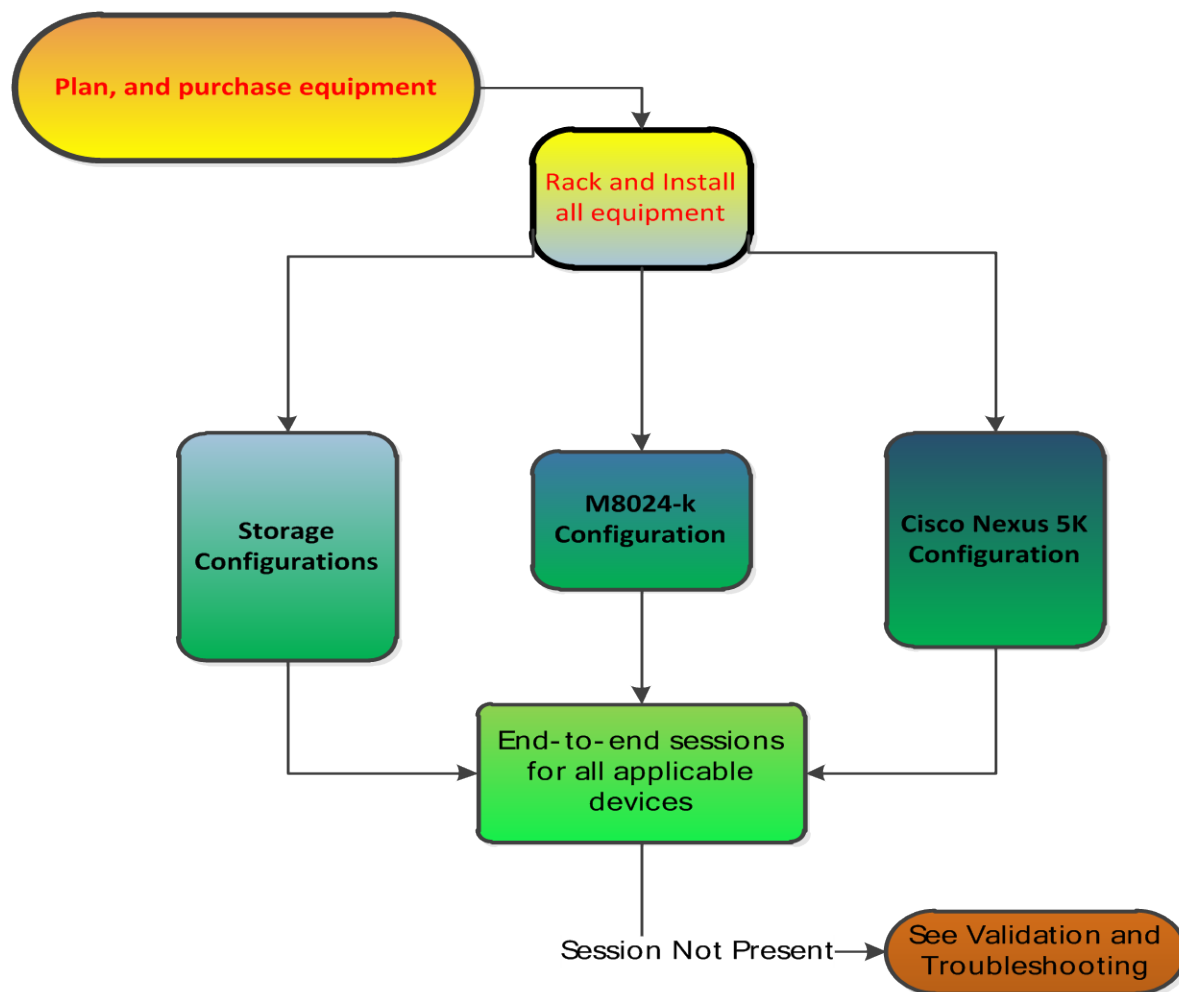 Plan, and purchase equipment
Rack and Install
all equipment
Storage
Configurations
M8024-k
Configuration
Cisco Nexus 5K
Configuration
End-to-end sessions
for all applicable
devices
Session Not Present
See Validation and
Troubleshooting